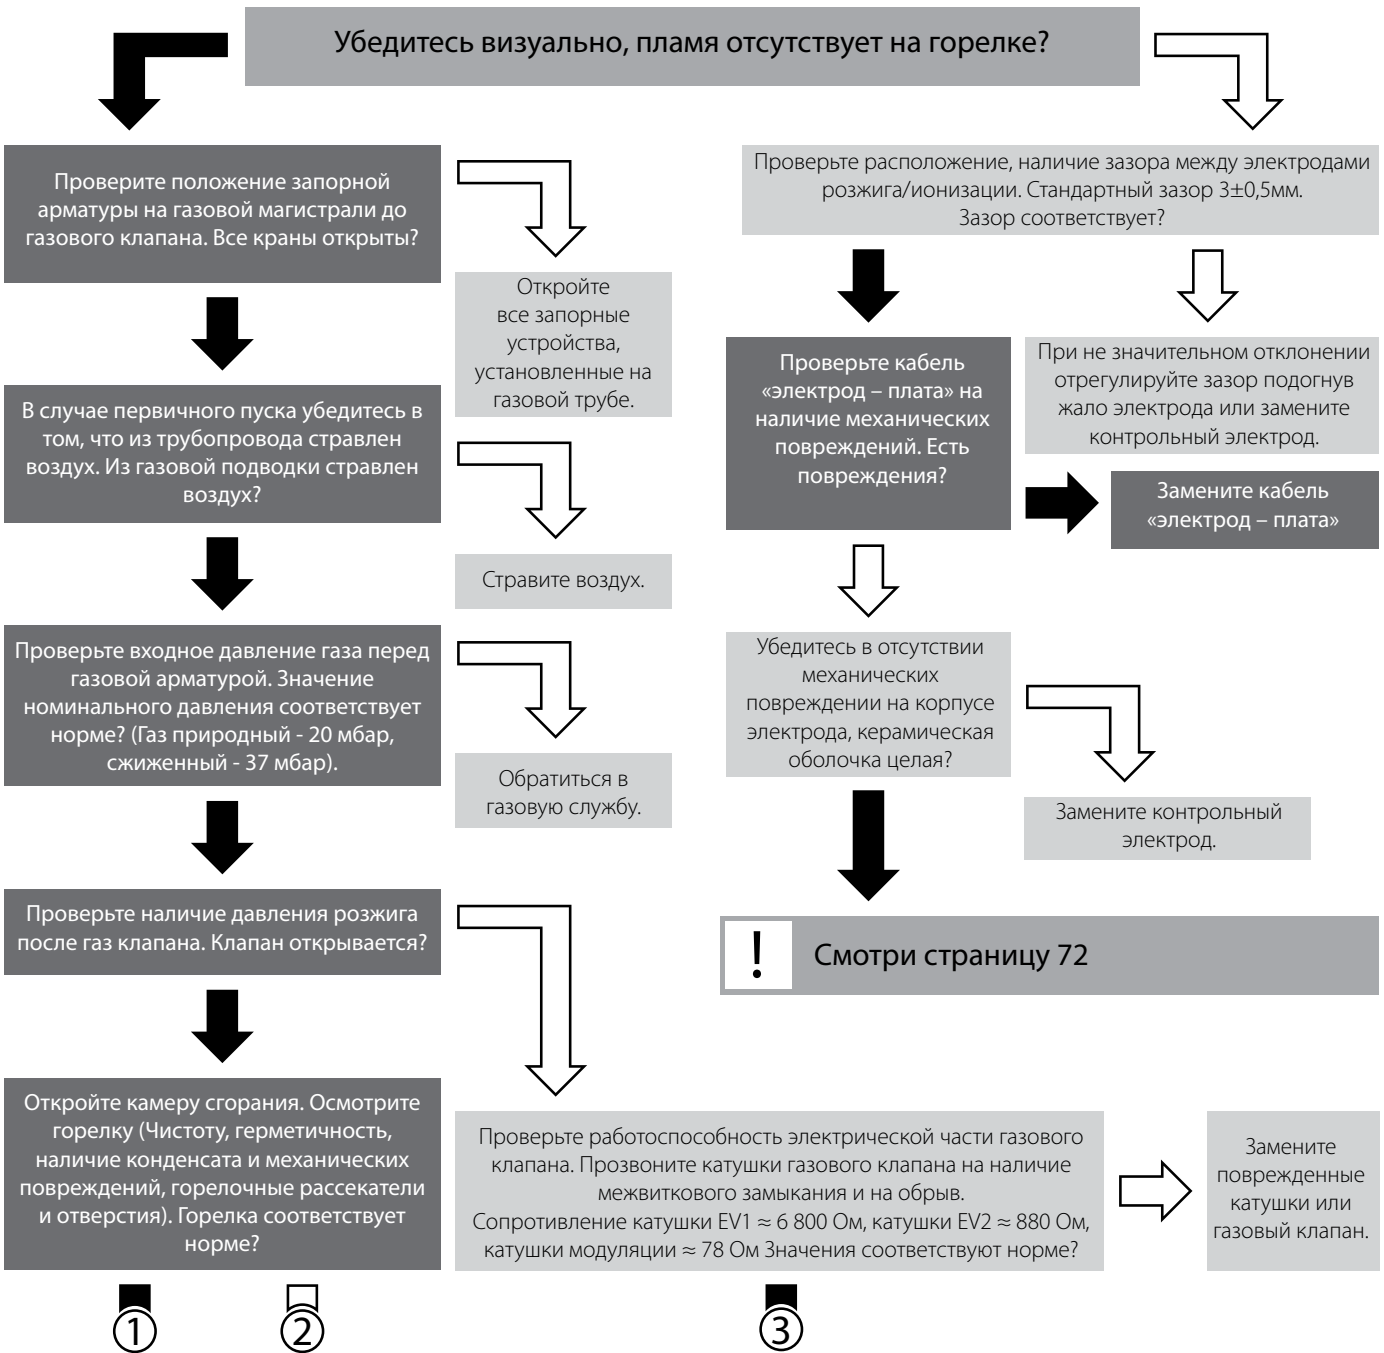 Убедитесь визуально, пламя отсутствует на горелке?
Проверите положение запорной
арматуры на газовой магистрали до
газового клапана. Все краны открыты?
Откройте
все запорные
устройства,
установленные на
газовой трубе.
В случае первичного пуска убедитесь в
том, что из трубопровода стравлен
воздух. Из газовой подводки стравлен
воздух?
Стравите воздух.
Проверьте входное давление газа перед
газовой арматурой. Значение
номинального давления соответствует
норме? (Газ природный - 20 мбар,
сжиженный - 37 мбар).
Обратиться в
газовую службу.
Проверьте наличие давления розжига
после газ клапана. Клапан открывается?
Откройте камеру сгорания. Осмотрите
горелку (Чистоту, герметичность,
наличие конденсата и механических
повреждений, горелочные рассекатели
и отверстия). Горелка соответствует
норме?
1
2
Проверьте расположение, наличие зазора между электродами
розжига/ионизации. Стандартный зазор 3±0,5мм.
Зазор соответствует?
Проверьте кабель
«электрод – плата» на
наличие механических
повреждений. Есть
повреждения?
При не значительном отклонении
отрегулируйте зазор подогнув
жало электрода или замените
контрольный электрод.
Замените кабель
«электрод – плата»
Убедитесь в отсутствии
механических
повреждении на корпусе
электрода, керамическая
оболочка целая?
Замените контрольный
электрод.
! Смотри страницу 72
Проверьте работоспособность электрической части газового
клапана. Прозвоните катушки газового клапана на наличие
межвиткового замыкания и на обрыв.
Сопротивление катушки EV1 ≈ 6 800 Ом, катушки EV2 ≈ 880 Ом,
катушки модуляции ≈ 78 Ом Значения соответствуют норме?
Замените
поврежденные
катушки или
газовый клапан.
3